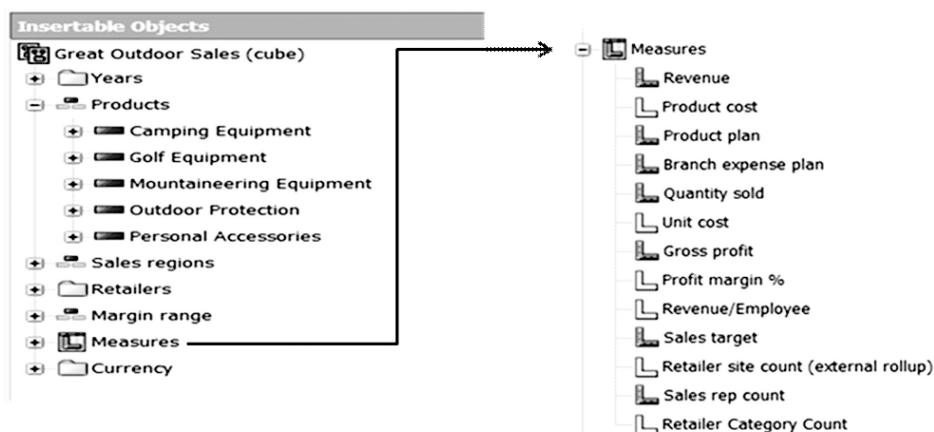 Insertable Objects
Great Outdoor Sales (cube)
Years
Products
Camping Equipment
Golf Equipment
Mountaineering Equipment
Outdoor Protection
Personal Accessories
Sales regions
Retailers
Margin range
Measures
Currency
Measures
Revenue
Product cost
Product plan
Branch expense plan
Quantity sold
Unit cost
Gross profit
Profit margin %
Revenue/Employee
Sales target
Retailer site count (external rollup)
Sales rep count
Retailer Category Count